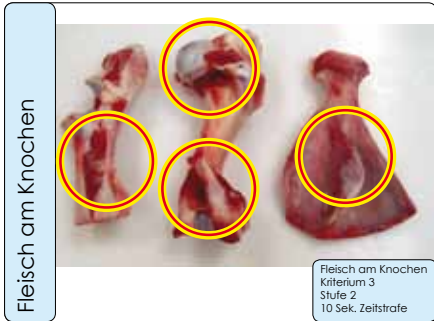 Fleisch am Knochen
Fleisch am Knochen
Kriterium 3
Stufe 2
10 Sek. Zeitstrafe